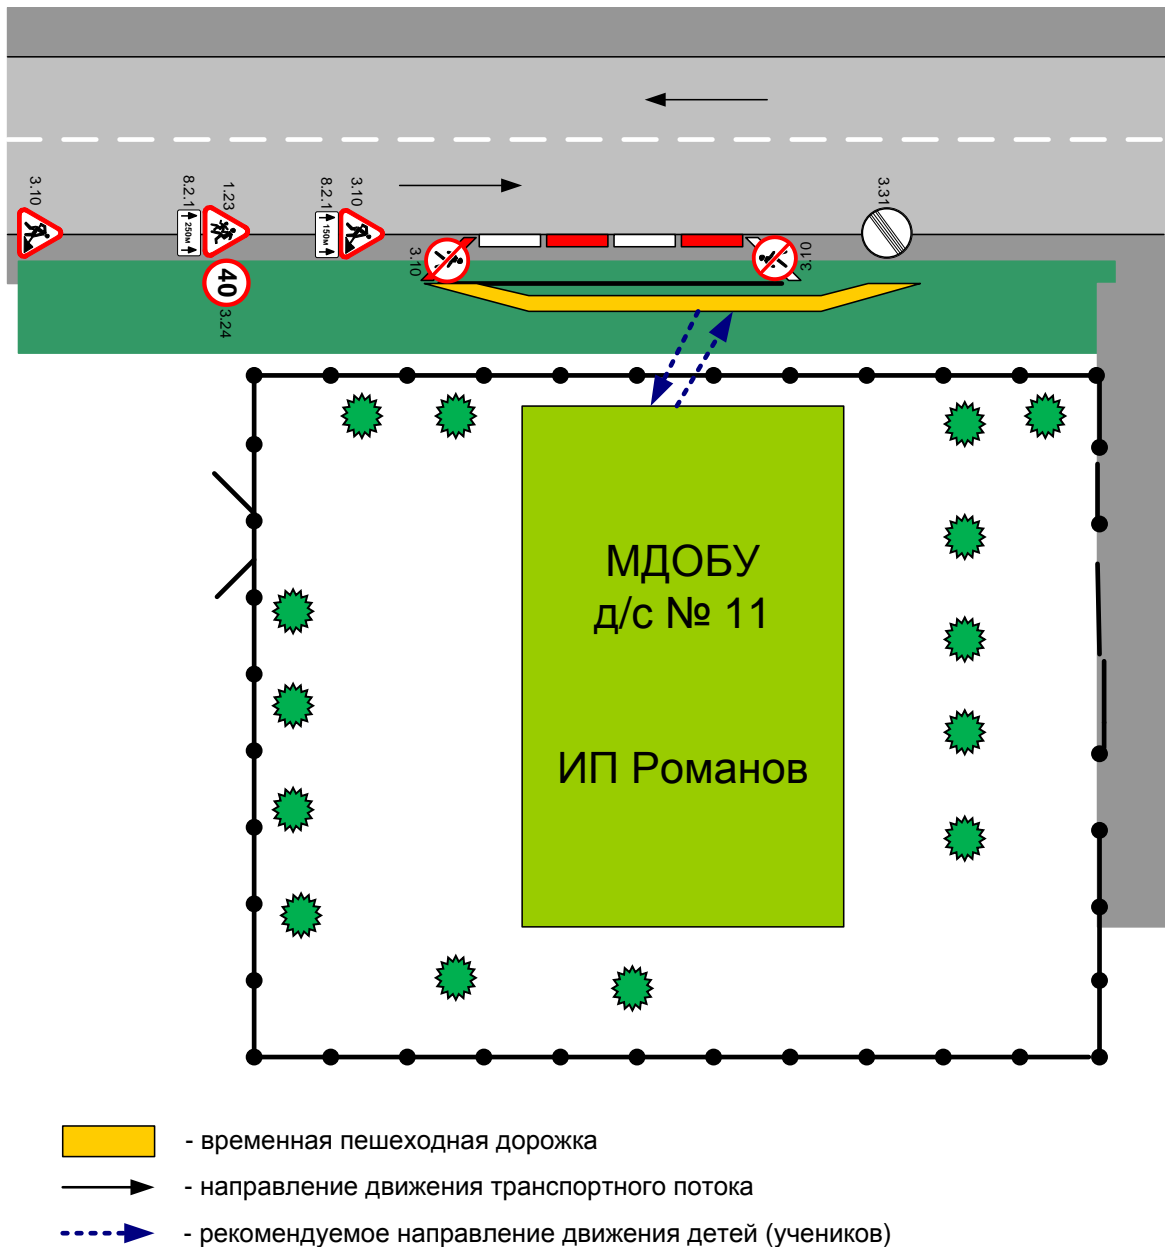 3.10
8.2.1
250м
1.23
40
3.24
8.2.1
150м
3.10
3.10
3.10
3.31
МДОБУ
д/с № 11
ИП Романов
- временная пешеходная дорожка
- направление движения транспортного потока
- рекомендуемое направление движения детей (учеников)